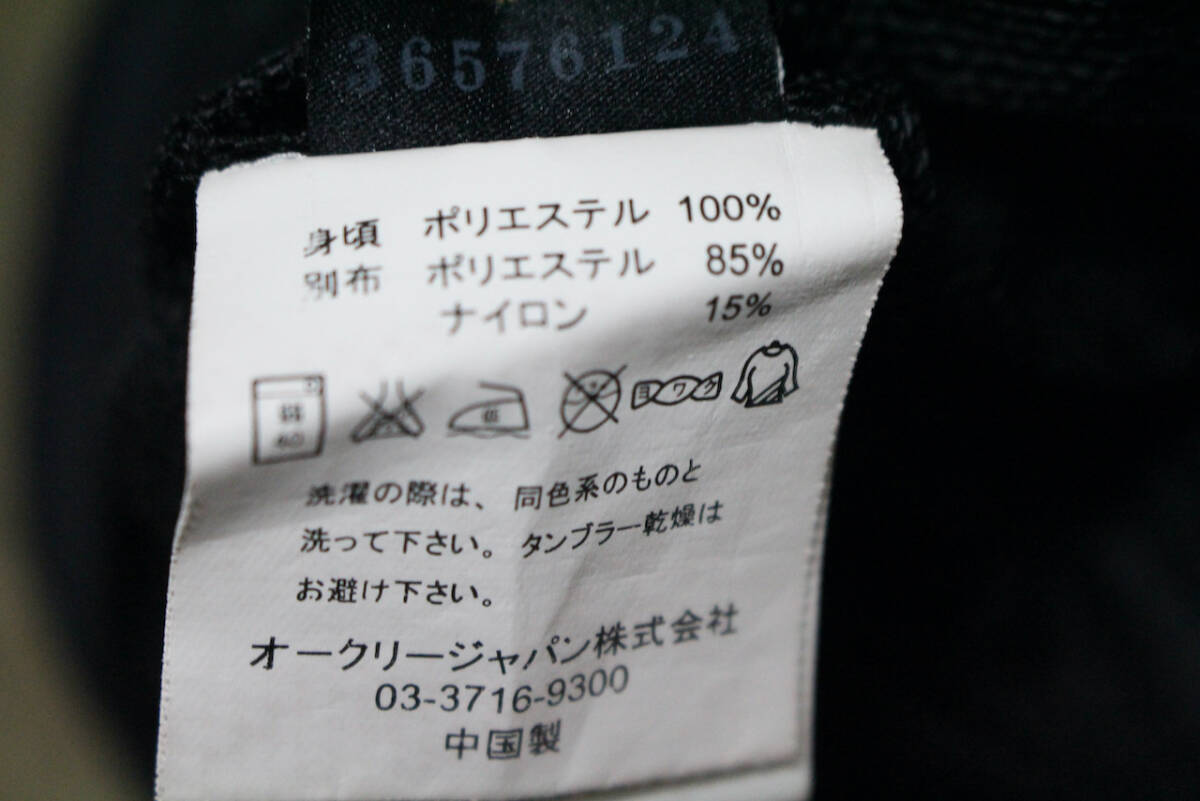 36576124
身頃 ポリエステル 100%
別布 ポリエステル 85%
ナイロン 15%
ヨワク
洗濯の際は、同色系のものと
洗って下さい。タンブラー乾燥は
お避け下さい。
オークリージャパン株式会社
03-3716-9300
中国製